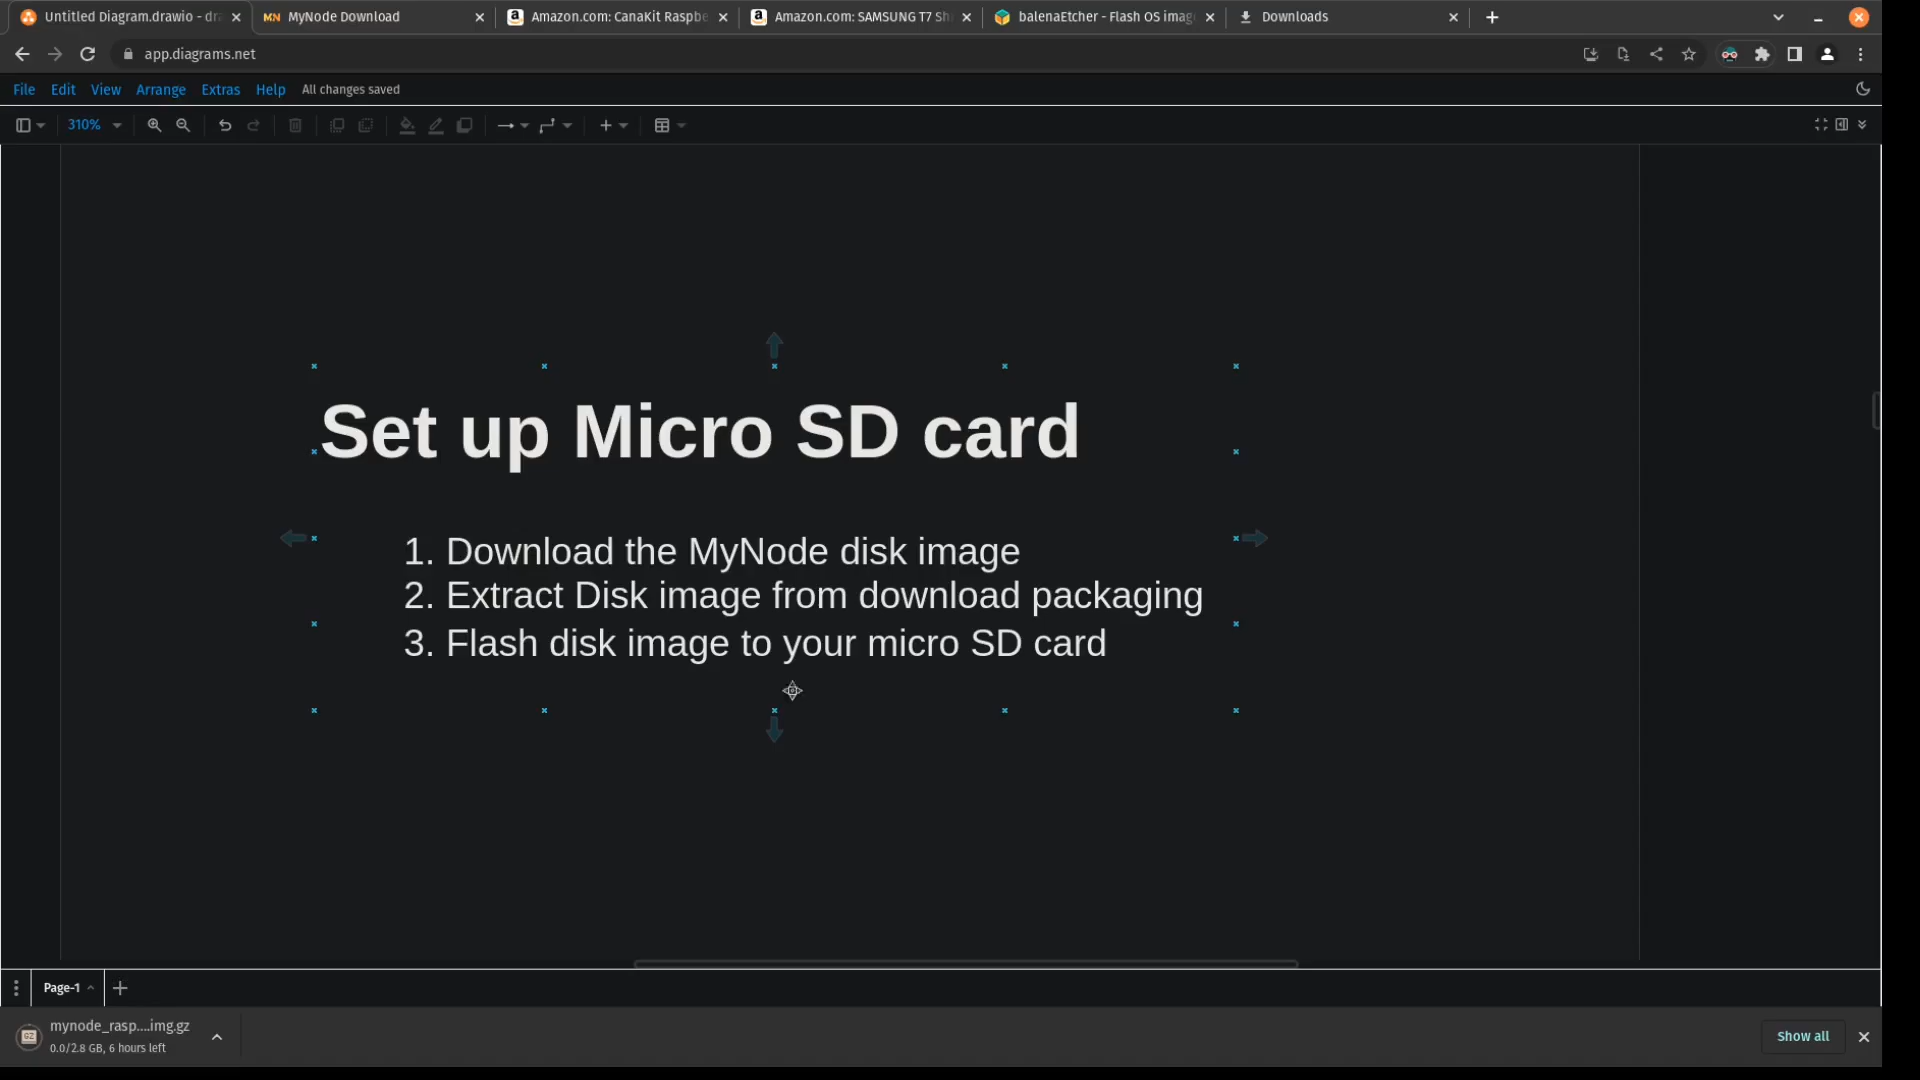 Untitled Diagram.drawio - dr
MyNode Download
Amazon.com: CanaKit Raspbe
Amazon.com: SAMSUNG T7 Sh
balenaEtcher - Flash OS imag
Downloads
app.diagrams.net
File Edit View Arrange Extras Help All changes saved
310%
Set up Micro SD card
1. Download the MyNode disk image
2. Extract Disk image from download packaging
3. Flash disk image to your micro SD card
Page-1
mynode_rasp....img.gz
0.0/2.8 GB, 6 hours left
Show all